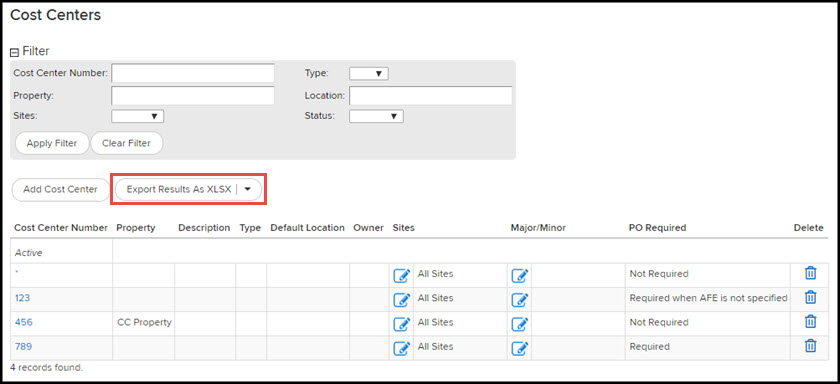 Cost Centers
Filter
Cost Center Number: Type:
Property: Location:
Sites: Status:
Apply Filter Clear Filter
Add Cost Center Export Results As XLSX
Cost Center Number Property Description Type Default Location Owner Sites Major/Minor PO Required Delete
Active
* All Sites Not Required
123 All Sites Required when AFE is not specified
456 CC Property All Sites Not Required
789 All Sites Required
4 records found.